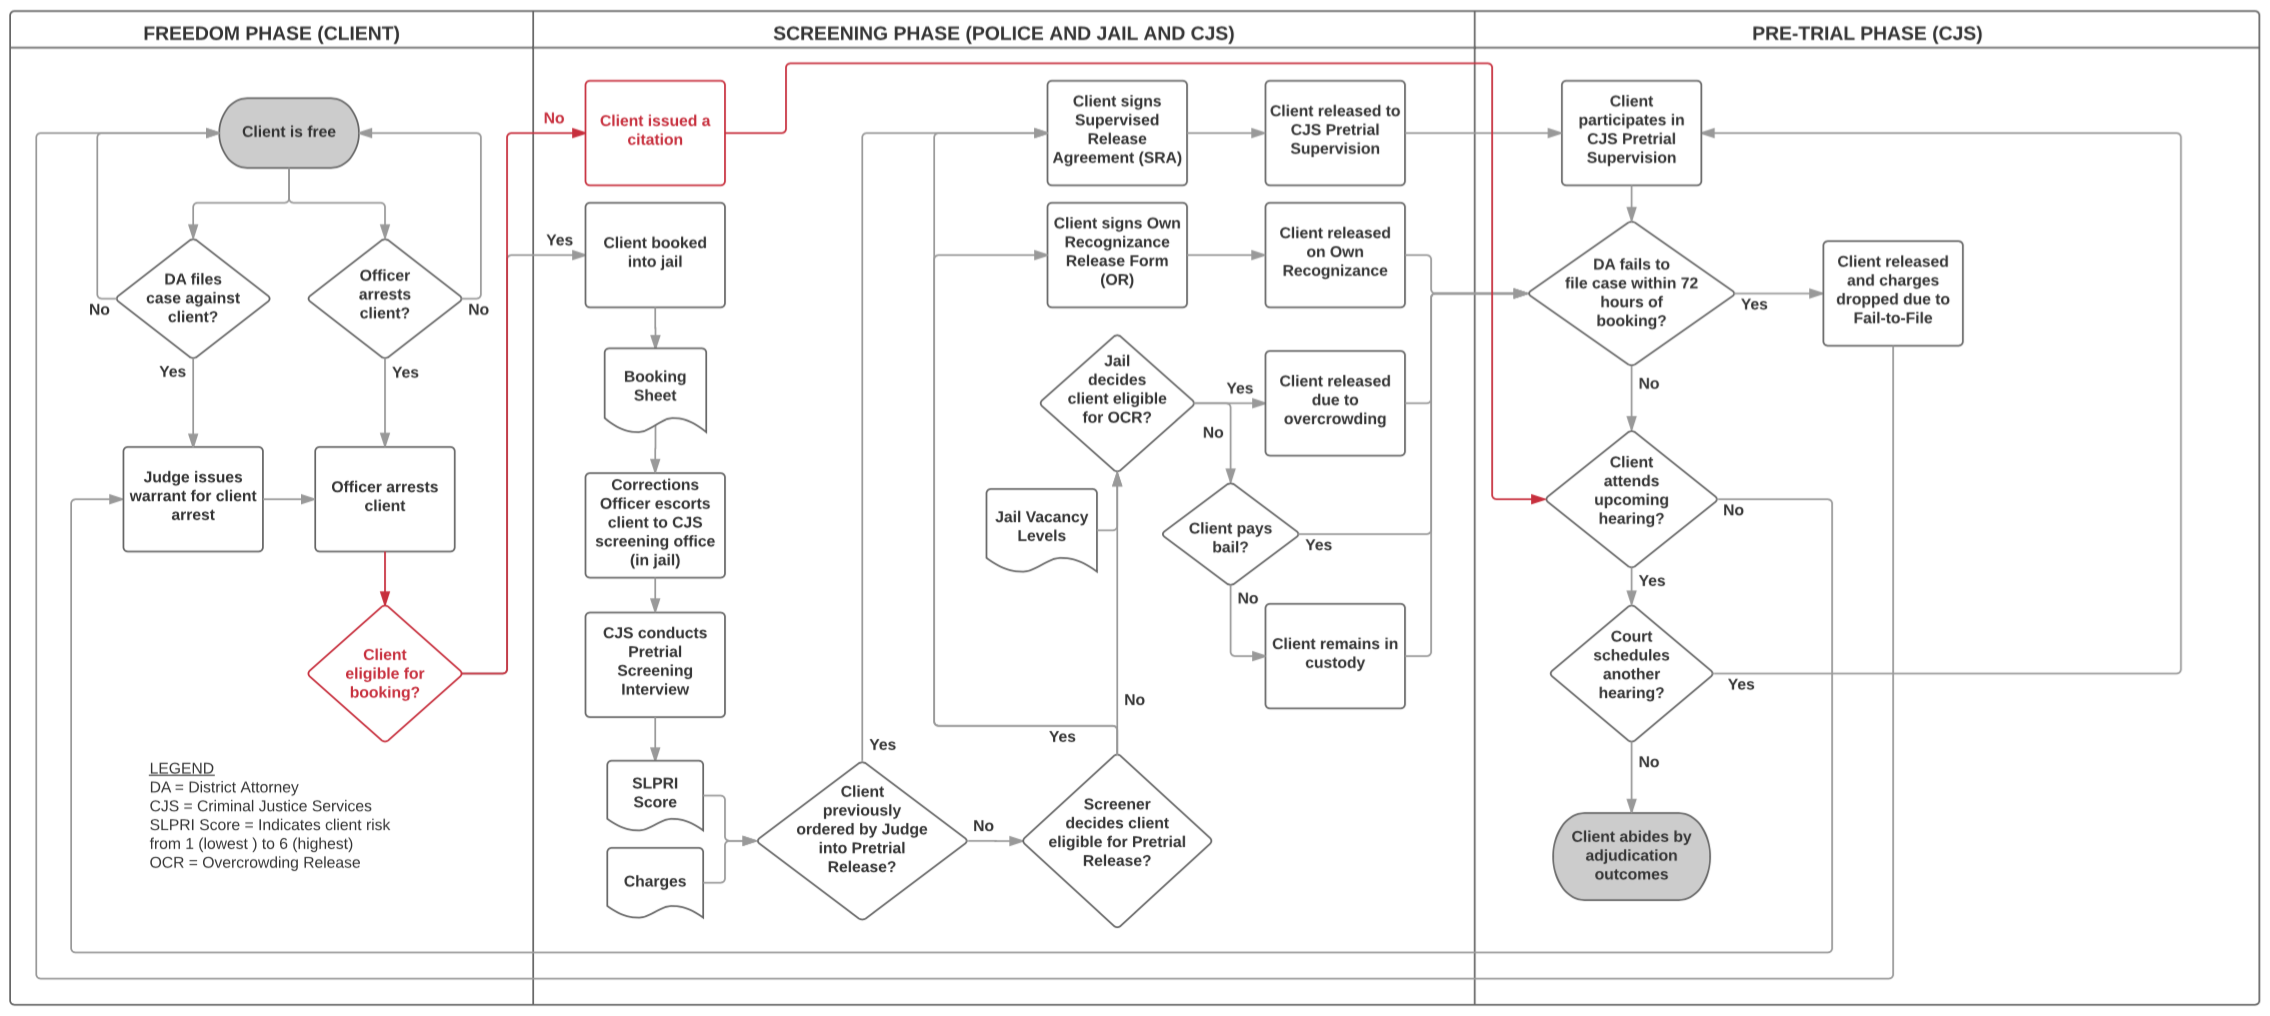 FREEDOM PHASE (CLIENT)
SCREENING PHASE (POLICE AND JAIL AND CJS)
PRE-TRIAL PHASE (CJS)
Client is free
DA files
case against
client?
No
Yes
Officer
arrests
client?
No
Yes
Judge issues
warrant for client
arrest
Officer arrests
client
Client
eligible for
booking?
LEGEND
DA = District Attorney
CJS = Criminal Justice Services
SLPRI Score = Indicates client risk
from 1 (lowest ) to 6 (highest)
OCR = Overcrowding Release
No
Client issued a
citation
Yes
Client booked
into jail
Booking
Sheet
Corrections
Officer escorts
client to CJS
screening office
(in jail)
CJS conducts
Pretrial
Screening
Interview
SLPRI
Score
Charges
Client
previously
ordered by Judge
into Pretrial
Release?
Yes
No
Screener
decides client
eligible for Pretrial
Release?
Yes
No
Client signs
Supervised
Release
Agreement (SRA)
Client released to
CJS Pretrial
Supervision
Client signs Own
Recognizance
Release Form
(OR)
Client released
on Own
Recognizance
Jail
decides
client eligible
for OCR?
Yes
No
Client released
due to
overcrowding
Jail Vacancy
Levels
Client pays
bail?
Yes
No
Client remains in
custody
Client
participates in
CJS Pretrial
Supervision
DA fails to
file case within 72
hours of
booking?
Yes
No
Client released
and charges
dropped due to
Fail-to-File
Client
attends
upcoming
hearing?
No
Yes
Court
schedules
another
hearing?
Yes
No
Client abides by
adjudication
outcomes